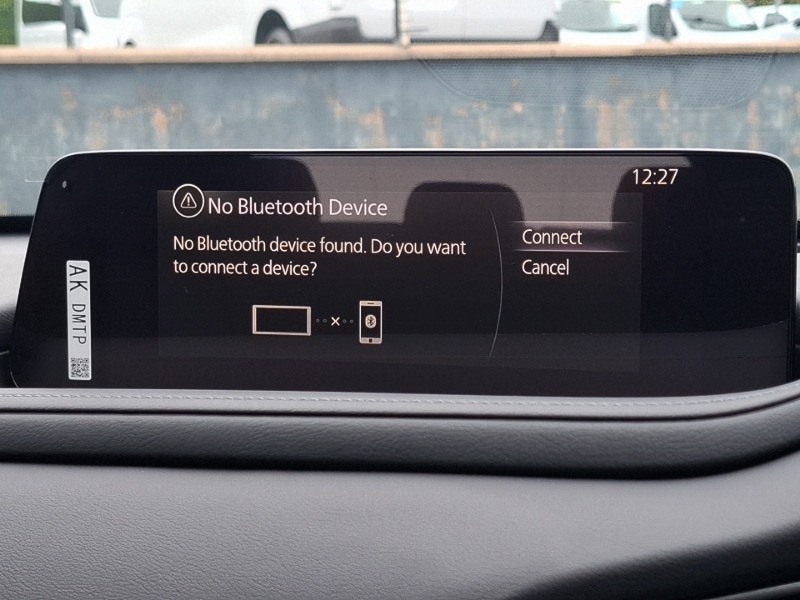 12:27
No Bluetooth Device
No Bluetooth device found. Do you want
to connect a device?
Connect
Cancel
AK DMTP